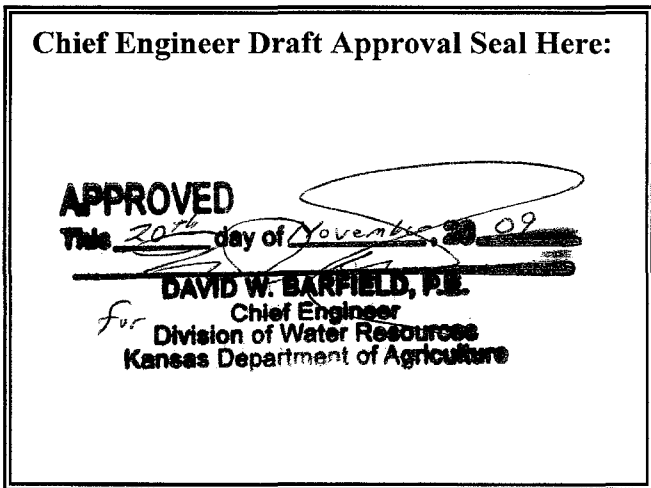 Chief Engineer Draft Approval Seal Here:
APPROVED
This 20th day of November, 20 09
DAVID W. BARFIELD, P.E.
for Chief Engineer
Division of Water Resources
Kansas Department of Agriculture